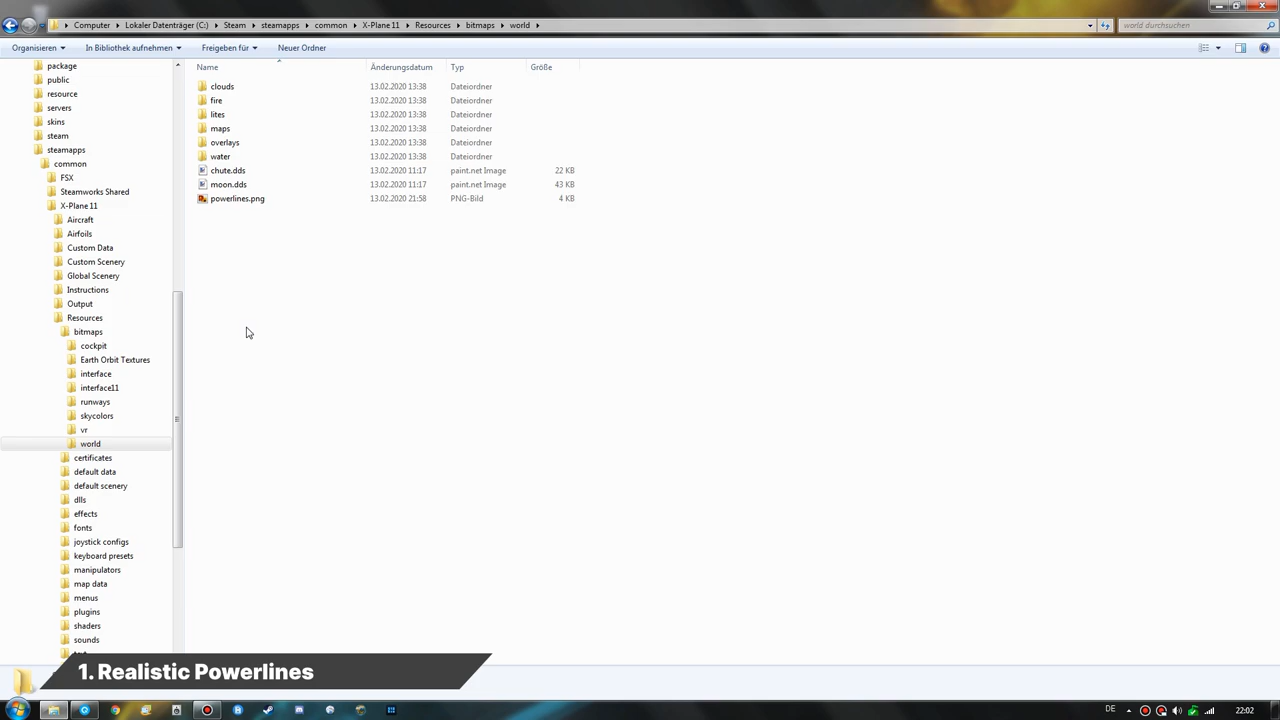 Computer ▸ Lokaler Datenträger (C:) ▸ Steam ▸ steamapps ▸ common ▸ X-Plane 11 ▸ Resources ▸ bitmaps ▸ world ▸
world durchsuchen
Organisieren
In Bibliothek aufnehmen
Freigeben für
Neuer Ordner
Name Änderungsdatum Typ Größe
package
public
resource
servers
skins
steam
steamapps
common
FSX
Steamworks Shared
X-Plane 11
Aircraft
Airfoils
Custom Data
Custom Scenery
Global Scenery
Instructions
Output
Resources
bitmaps
cockpit
Earth Orbit Textures
interface
interface11
runways
skycolors
vr
world
certificates
default data
default scenery
dlls
effects
fonts
joystick configs
keyboard presets
manipulators
map data
menus
plugins
shaders
sounds
clouds 13.02.2020 13:38 Dateiordner
fire 13.02.2020 13:38 Dateiordner
lites 13.02.2020 13:38 Dateiordner
maps 13.02.2020 13:38 Dateiordner
overlays 13.02.2020 13:38 Dateiordner
water 13.02.2020 13:38 Dateiordner
chute.dds 13.02.2020 11:17 paint.net Image 22 KB
moon.dds 13.02.2020 11:17 paint.net Image 43 KB
powerlines.png 13.02.2020 21:58 PNG-Bild 4 KB
1. Realistic Powerlines
DE
22:02